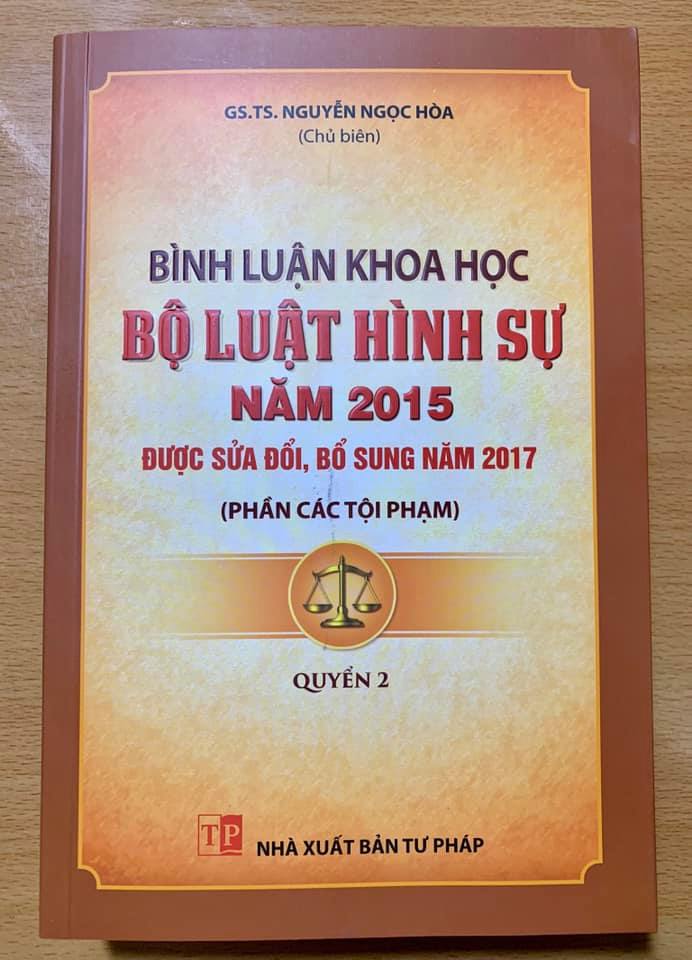 GS.TS. NGUYỄN NGỌC HÒA
(Chủ biên)
BÌNH LUẬN KHOA HỌC
BỘ LUẬT HÌNH SỰ
NĂM 2015
ĐƯỢC SỬA ĐỔI, BỔ SUNG NĂM 2017
(PHẦN CÁC TỘI PHẠM)
QUYỂN 2
TP NHÀ XUẤT BẢN TƯ PHÁP